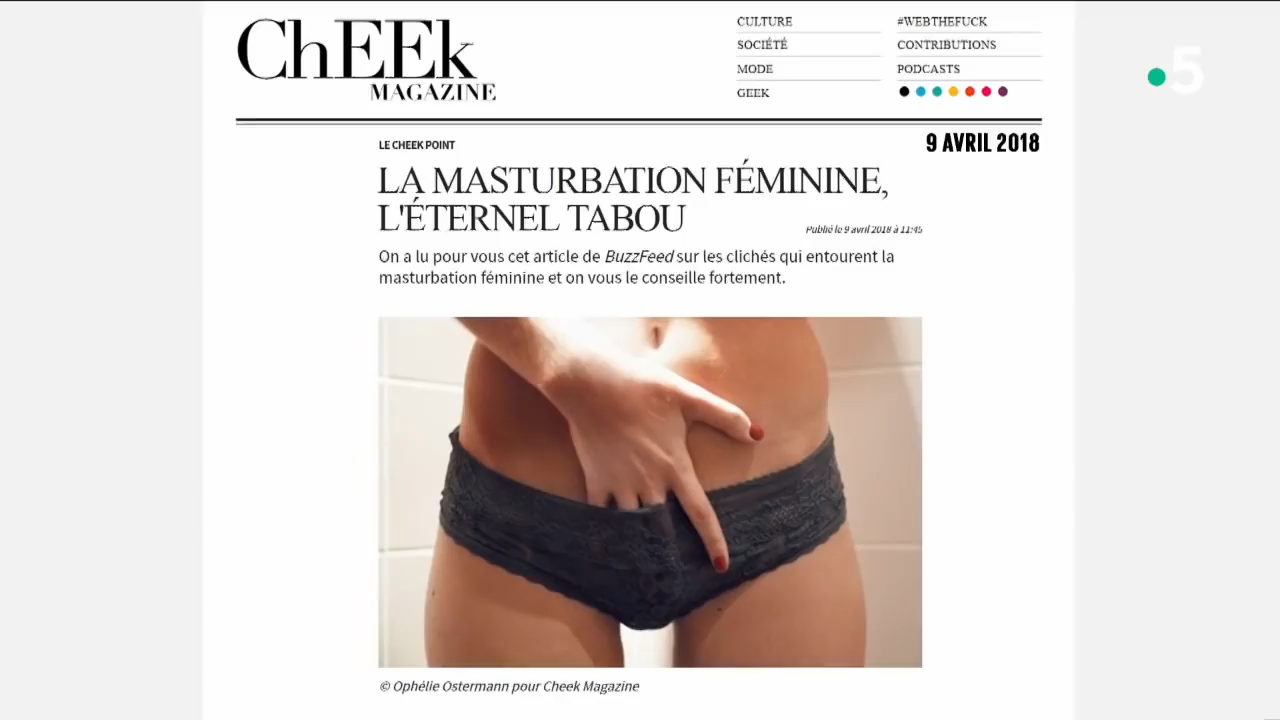 ChEEk
MAGAZINE
CULTURE
SOCIÉTÉ
MODE
GEEK
#WEBTHEFUCK
CONTRIBUTIONS
PODCASTS
5
9 AVRIL 2018
LE CHEEK POINT
LA MASTURBATION FÉMININE,
L'ÉTERNEL TABOU
Publié le 9 avril 2018 à 11:45
On a lu pour vous cet article de BuzzFeed sur les clichés qui entourent la
masturbation féminine et on vous le conseille fortement.
© Ophélie Ostermann pour Cheek Magazine